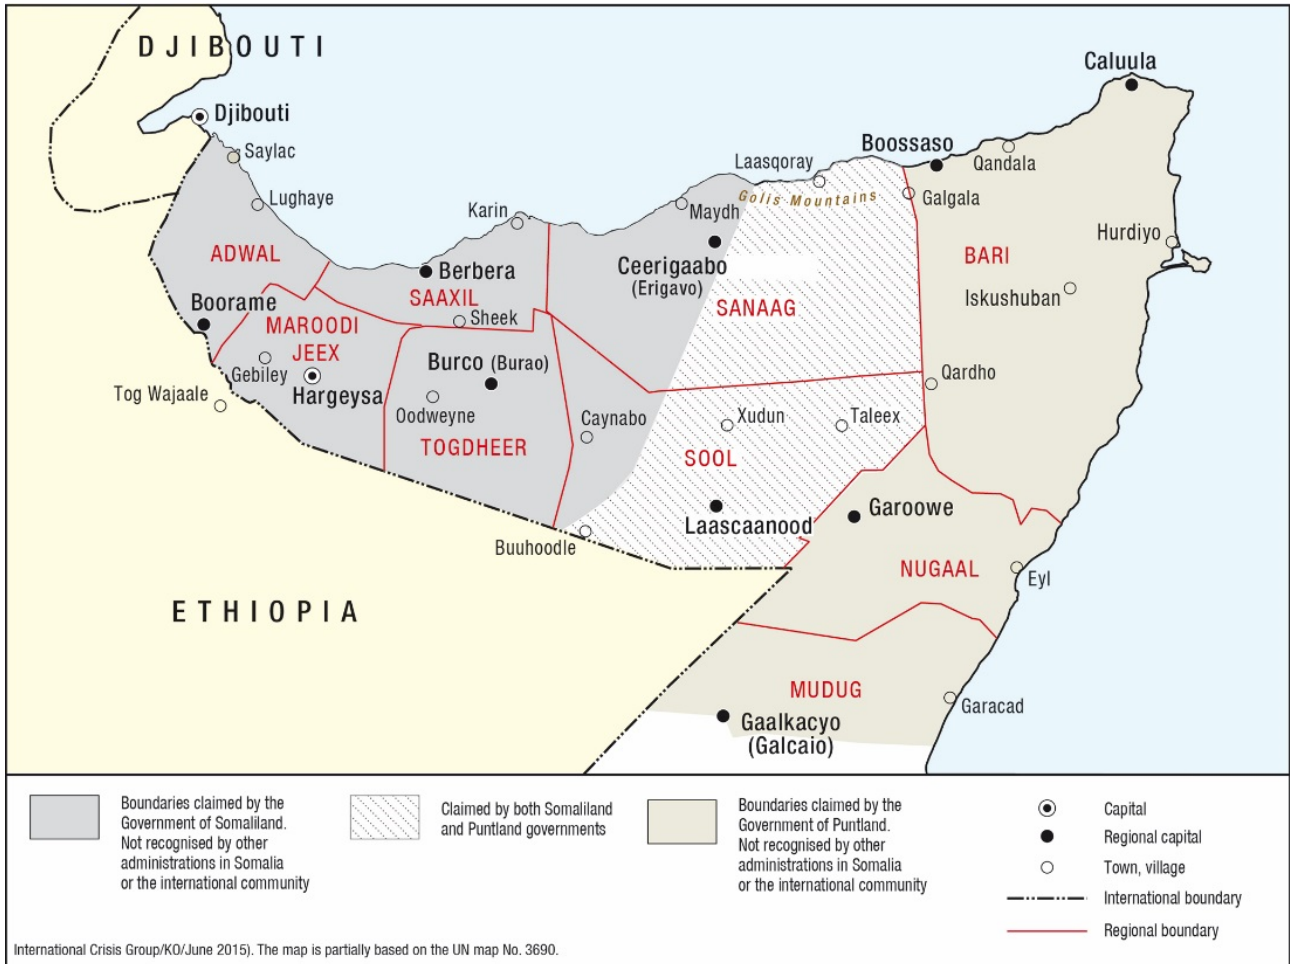 DJIBOUTI
Caluula
Djibouti
Boossaso
Saylac
Laasqoray
Qandala
Golis Mountains
Galgala
Lughaye
Karin
Maydh
Hurdiyo
ADWAL
BARI
Berbera
Ceerigaabo
(Erigavo)
Iskushuban
Boorame
SAAXIL
SANAAG
Sheek
MAROODI
JEEX
Burco (Burao)
Gebiley
Qardho
Tog Wajaale
Hargeysa
Oodweyne
Caynabo
Xudun
Taleex
TOGDHEER
SOOL
Garoowe
Laascaanood
Buuhoodle
NUGAAL
Eyl
ETHIOPIA
MUDUG
Garacad
Gaalkacyo
(Galcaio)
Boundaries claimed by the
Government of Somaliland.
Not recognised by other
administrations in Somalia
or the international community
Claimed by both Somaliland
and Puntland governments
Boundaries claimed by the
Government of Puntland.
Not recognised by other
administrations in Somalia
or the international community
Capital
Regional capital
Town, village
International boundary
Regional boundary
International Crisis Group/KO/June 2015). The map is partially based on the UN map No. 3690.